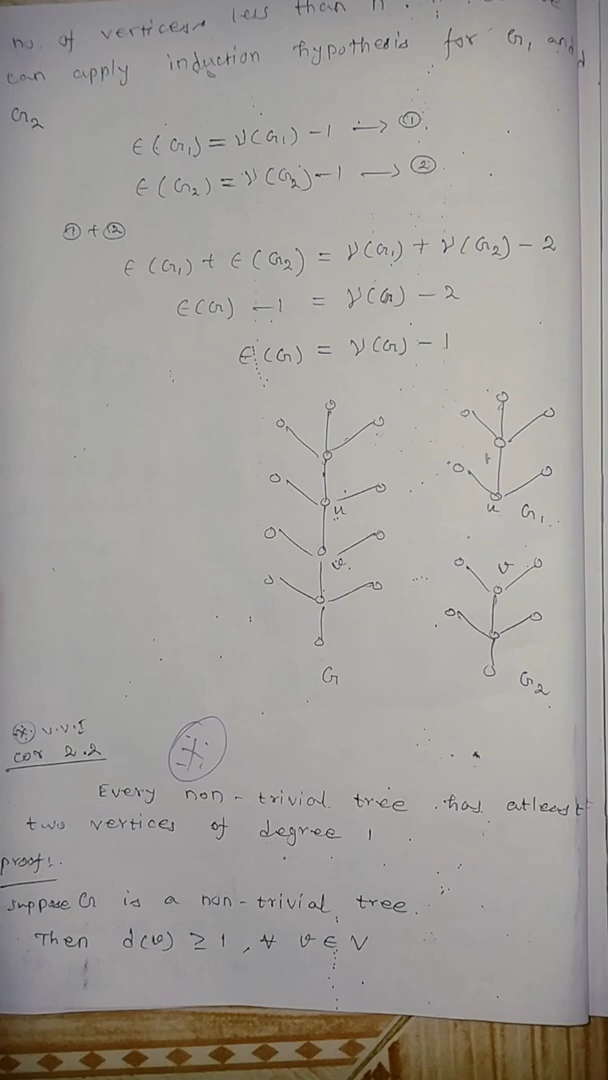 no. of vertices less than n.
can apply induction hypothesis for G₁ and
G₂
ϵ(G₁) = ν(G₁) – 1 → ①
ϵ(G₂) = ν(G₂) – 1 → ②
① + ②
ϵ(G₁) + ϵ(G₂) = ν(G₁) + ν(G₂) – 2
ϵ(G) – 1 = ν(G) – 2
ϵ(G) = ν(G) – 1
u
v
G
u
G₁
v
G₂
※ v.v.I
cor 2.2
Every non-trivial tree has atleast
two vertices of degree 1
proof:
suppose G is a non-trivial tree.
Then d(v) ≥ 1, ∀ v ∈ V